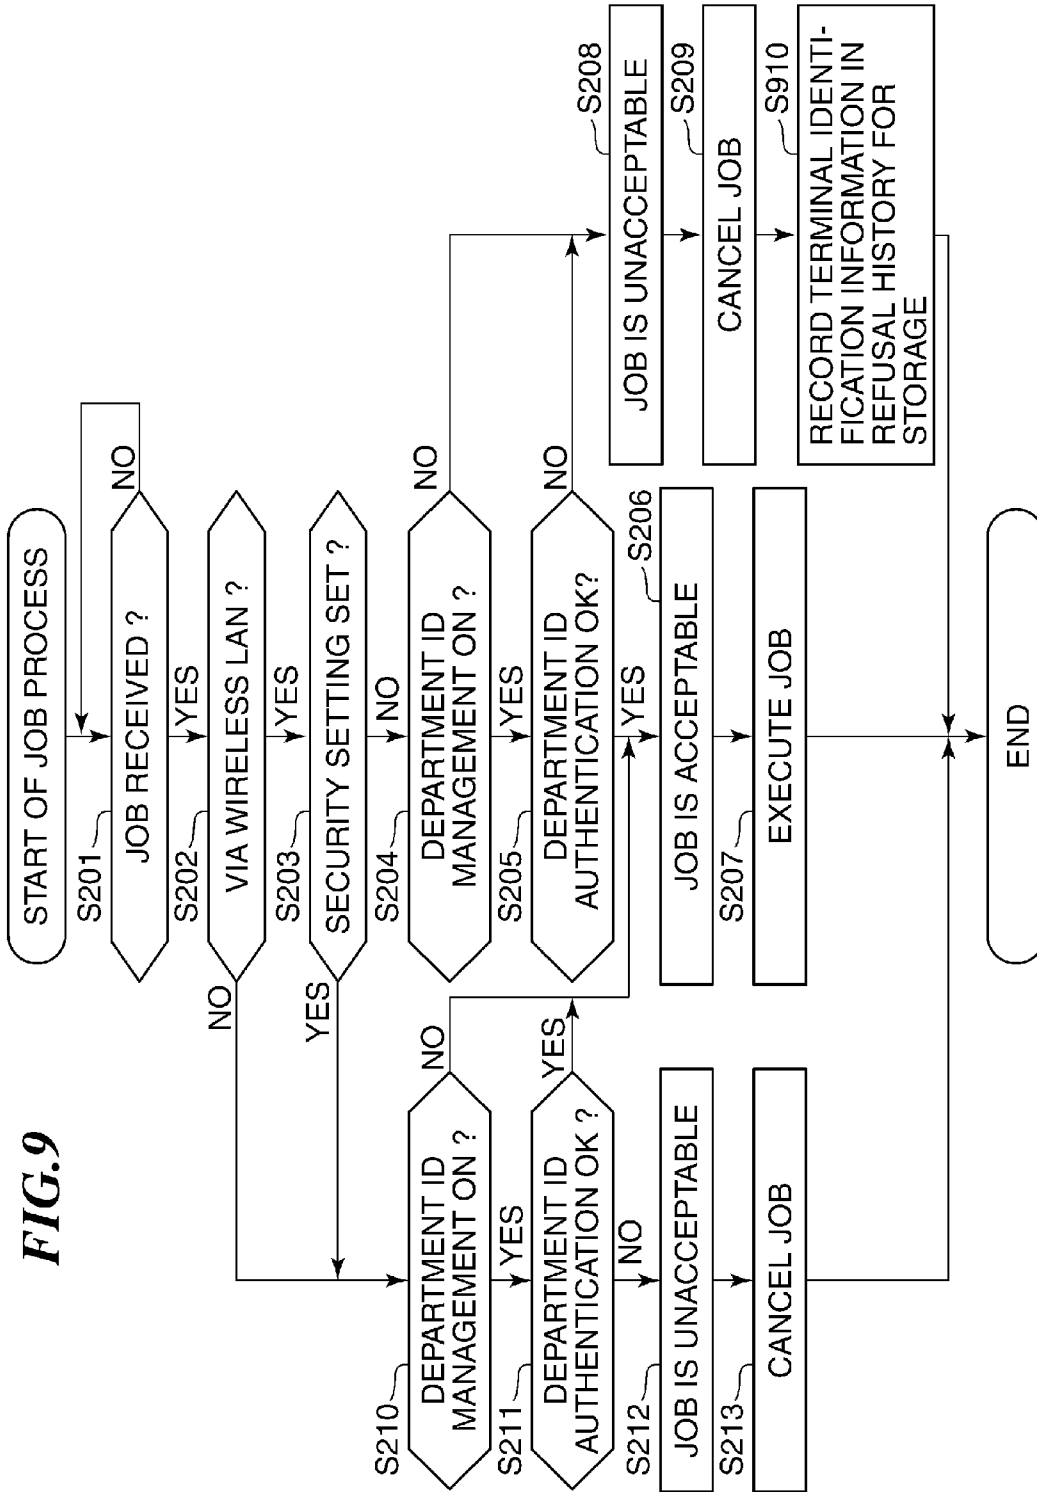 FIG.9
START OF JOB PROCESS
S201
JOB RECEIVED ?
NO
YES
S202
VIA WIRELESS LAN ?
NO
YES
S203
SECURITY SETTING SET ?
YES
NO
S204
DEPARTMENT ID
MANAGEMENT ON ?
NO
YES
S205
DEPARTMENT ID
AUTHENTICATION OK?
NO
YES
S206
JOB IS ACCEPTABLE
S207
EXECUTE JOB
S208
JOB IS UNACCEPTABLE
S209
CANCEL JOB
S910
RECORD TERMINAL IDENTI-
FICATION INFORMATION IN
REFUSAL HISTORY FOR
STORAGE
S210
DEPARTMENT ID
MANAGEMENT ON ?
NO
YES
S211
DEPARTMENT ID
AUTHENTICATION OK ?
YES
NO
S212
JOB IS UNACCEPTABLE
S213
CANCEL JOB
END